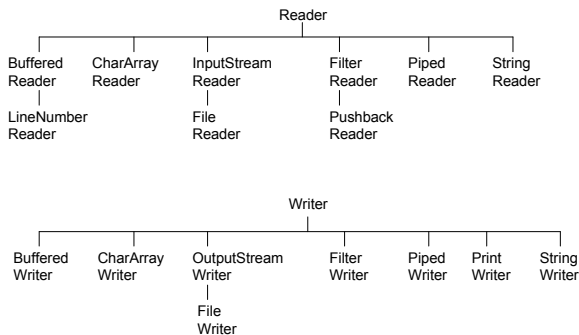 Reader
Buffered CharArray InputStream Filter Piped String
Reader Reader Reader Reader Reader Reader
LineNumber File Pushback
Reader Reader Reader
Writer
Buffered CharArray OutputStream Filter Piped Print String
Writer Writer Writer Writer Writer Writer Writer
File
Writer